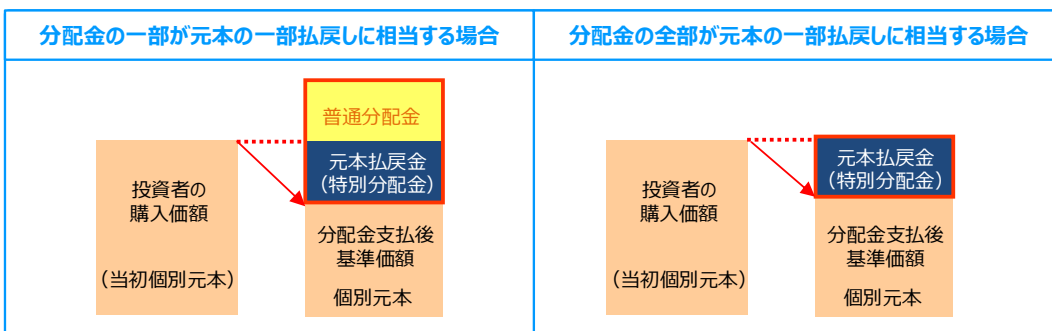 分配金の一部が元本の一部払戻しに相当する場合
分配金の全部が元本の一部払戻しに相当する場合
普通分配金
元本払戻金
（特別分配金）
投資者の
購入価額
（当初個別元本）
分配金支払後
基準価額
個別元本
元本払戻金
（特別分配金）
投資者の
購入価額
（当初個別元本）
分配金支払後
基準価額
個別元本